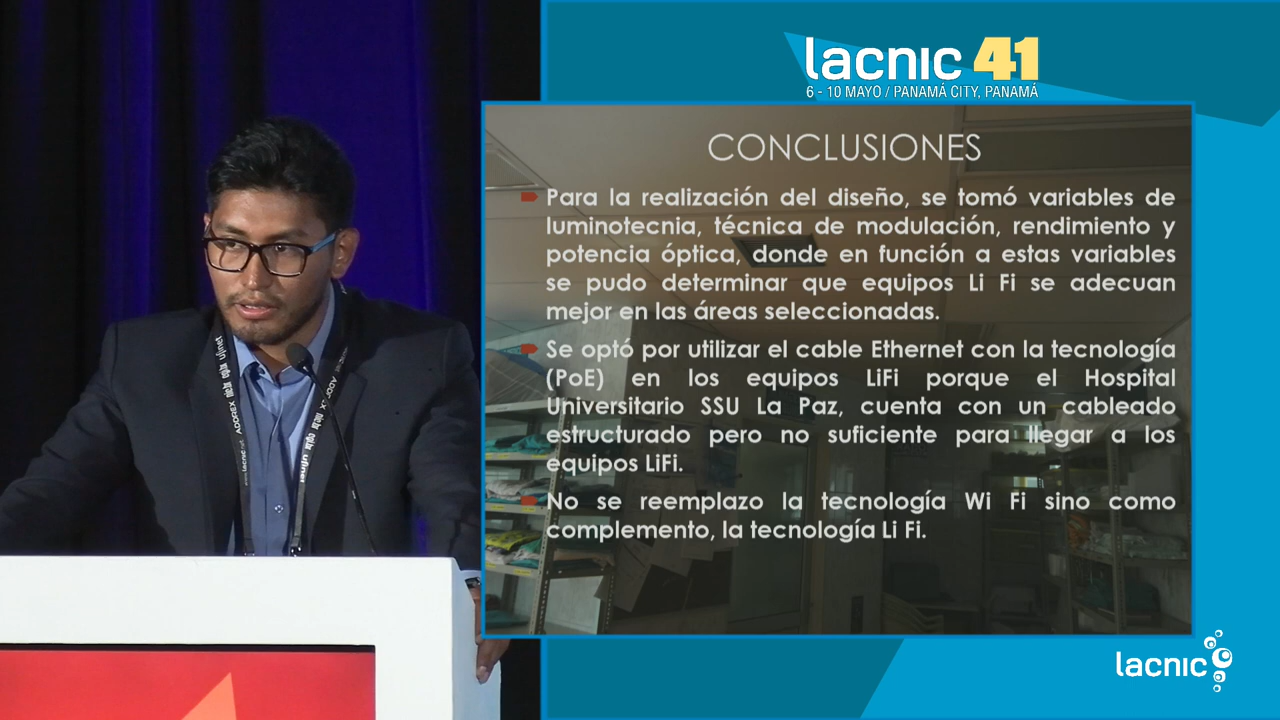 lacnic 41
6 - 10 MAYO / PANAMÁ CITY, PANAMÁ
CONCLUSIONES
Para la realización del diseño, se tomó variables de
luminotecnia, técnica de modulación, rendimiento y
potencia óptica, donde en función a estas variables
se pudo determinar que equipos Li Fi se adecuan
mejor en las áreas seleccionadas.
Se optó por utilizar el cable Ethernet con la tecnología
(PoE) en los equipos LiFi porque el Hospital
Universitario SSU La Paz, cuenta con un cableado
estructurado pero no suficiente para llegar a los
equipos LiFi.
No se reemplazo la tecnología Wi Fi sino como
complemento, la tecnología Li Fi.
ADDREX
lacnic